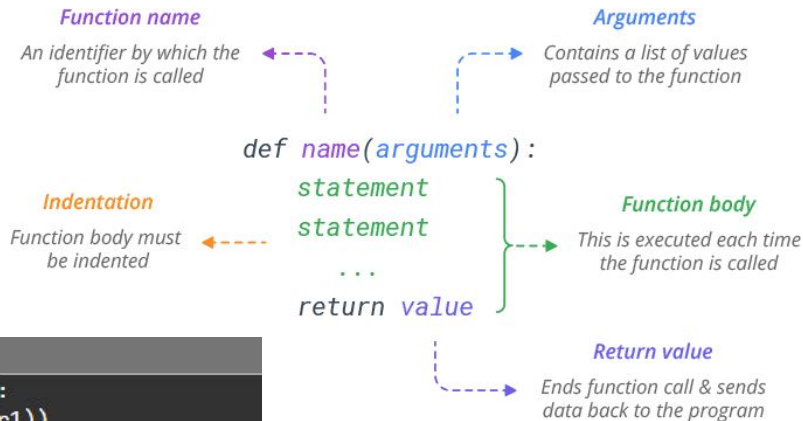 Function name
An identifier by which the
function is called
Arguments
Contains a list of values
passed to the function
def name(arguments):
statement
statement
...
return value
Indentation
Function body must
be indented
Function body
This is executed each time
the function is called
Return value
Ends function call & sends
data back to the program